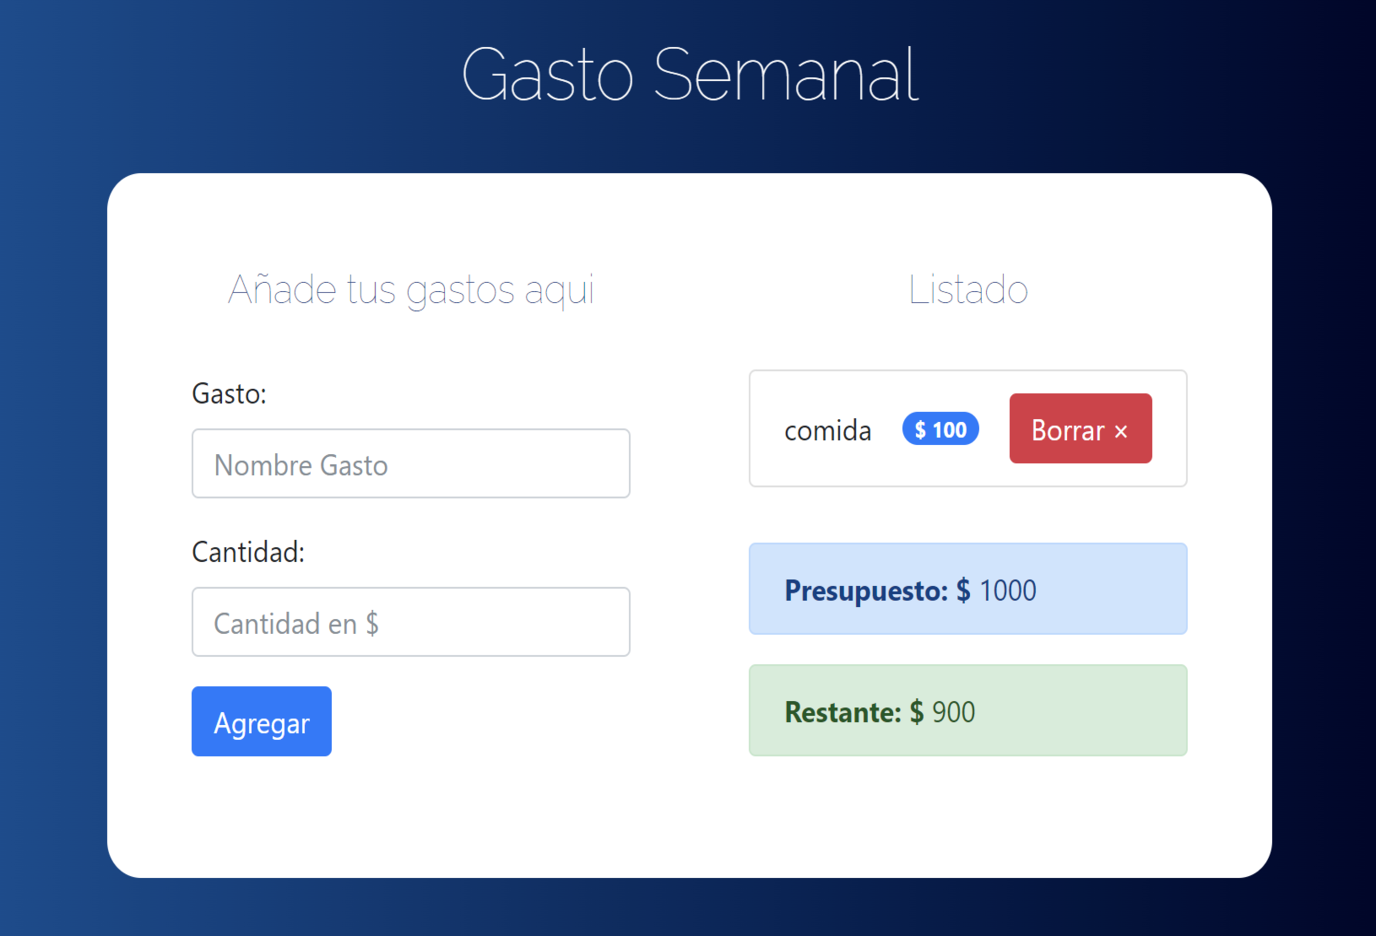 Gasto Semanal
Añade tus gastos aqui
Gasto:
Nombre Gasto
Cantidad:
Cantidad en $
Agregar
Listado
comida $ 100 Borrar ×
Presupuesto: $ 1000
Restante: $ 900